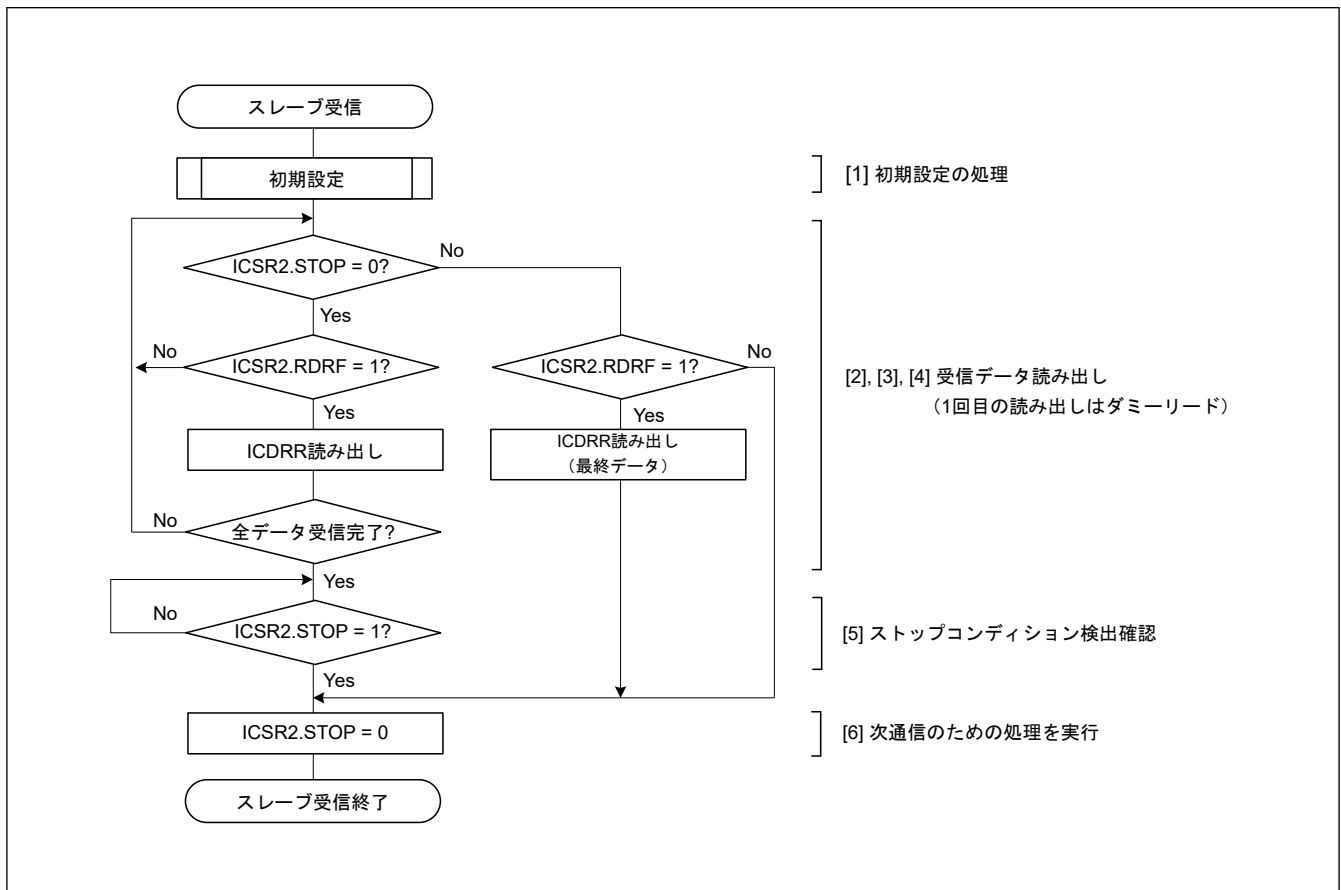 スレーブ受信
初期設定
[1] 初期設定の処理
ICSR2.STOP = 0?
No
Yes
No
ICSR2.RDRF = 1?
ICSR2.RDRF = 1?
No
[2], [3], [4] 受信データ読み出し
（1回目の読み出しはダミーリード）
Yes
Yes
ICDRR読み出し
ICDRR読み出し
（最終データ）
No
全データ受信完了?
Yes
No
ICSR2.STOP = 1?
[5] ストップコンディション検出確認
Yes
ICSR2.STOP = 0
[6] 次通信のための処理を実行
スレーブ受信終了